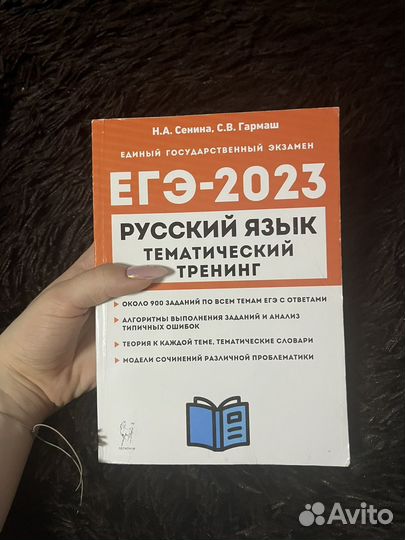 Н.А. Сенина, С.В. Гармаш
ЕДИНЫЙ ГОСУДАРСТВЕННЫЙ ЭКЗАМЕН
ЕГЭ-2023
РУССКИЙ ЯЗЫК
ТЕМАТИЧЕСКИЙ
ТРЕНИНГ
ОКОЛО 900 ЗАДАНИЙ ПО ВСЕМ ТЕМАМ ЕГЭ С ОТВЕТАМИ
АЛГОРИТМЫ ВЫПОЛНЕНИЯ ЗАДАНИЙ И АНАЛИЗ
ТИПИЧНЫХ ОШИБОК
ТЕОРИЯ К КАЖДОЙ ТЕМЕ, ТЕМАТИЧЕСКИЕ СЛОВАРИ
МОДЕЛИ СОЧИНЕНИЙ РАЗЛИЧНОЙ ПРОБЛЕМАТИКИ
ЛЕГИОН
Avito